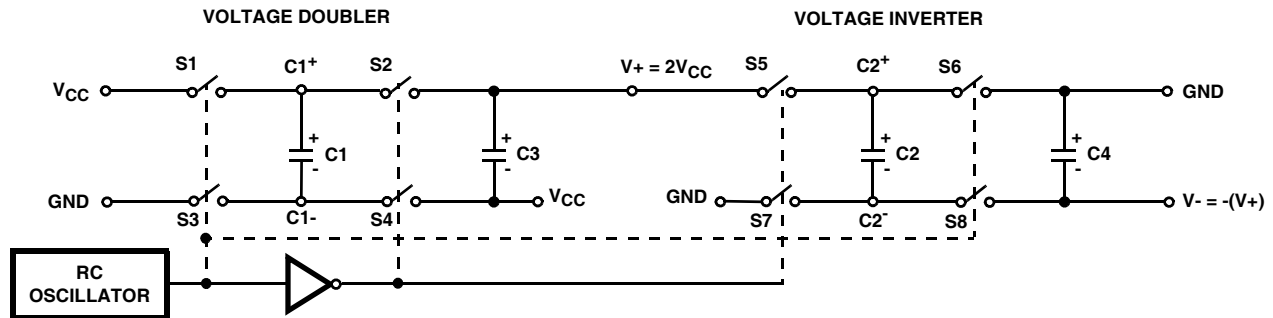 VOLTAGE DOUBLER
VOLTAGE INVERTER
S1 C1+ S2 V+ = 2VCC S5 C2+ S6
VCC GND
+ C1 - + C3 - + C2 - + C4 -
GND VCC GND V- = -(V+)
S3 C1- S4 S7 C2- S8
RC
OSCILLATOR